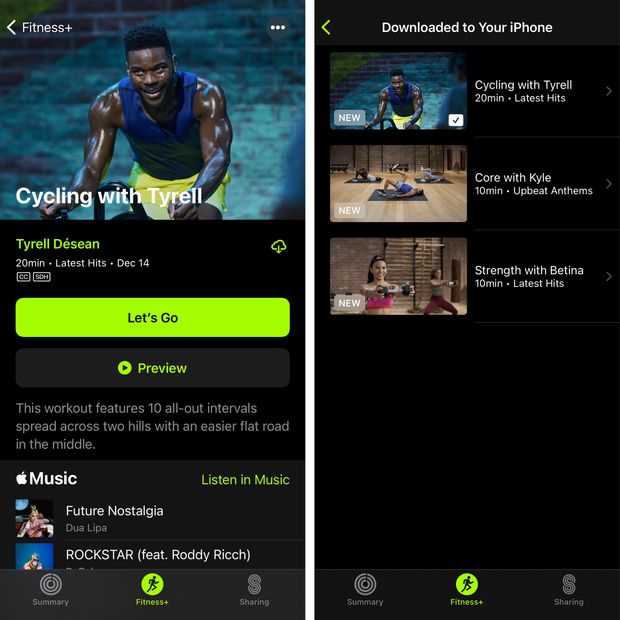 Fitness+
Cycling with Tyrell
Tyrell Désean
20min • Latest Hits • Dec 14
CC SDH
Let's Go
Preview
This workout features 10 all-out intervals
spread across two hills with an easier flat road
in the middle.
Music
Listen in Music
Future Nostalgia
Dua Lipa
ROCKSTAR (feat. Roddy Ricch)
Summary
Fitness+
Sharing
Downloaded to Your iPhone
NEW
Cycling with Tyrell
20min • Latest Hits
NEW
Core with Kyle
10min • Upbeat Anthems
NEW
Strength with Betina
10min • Latest Hits
Summary
Fitness+
Sharing